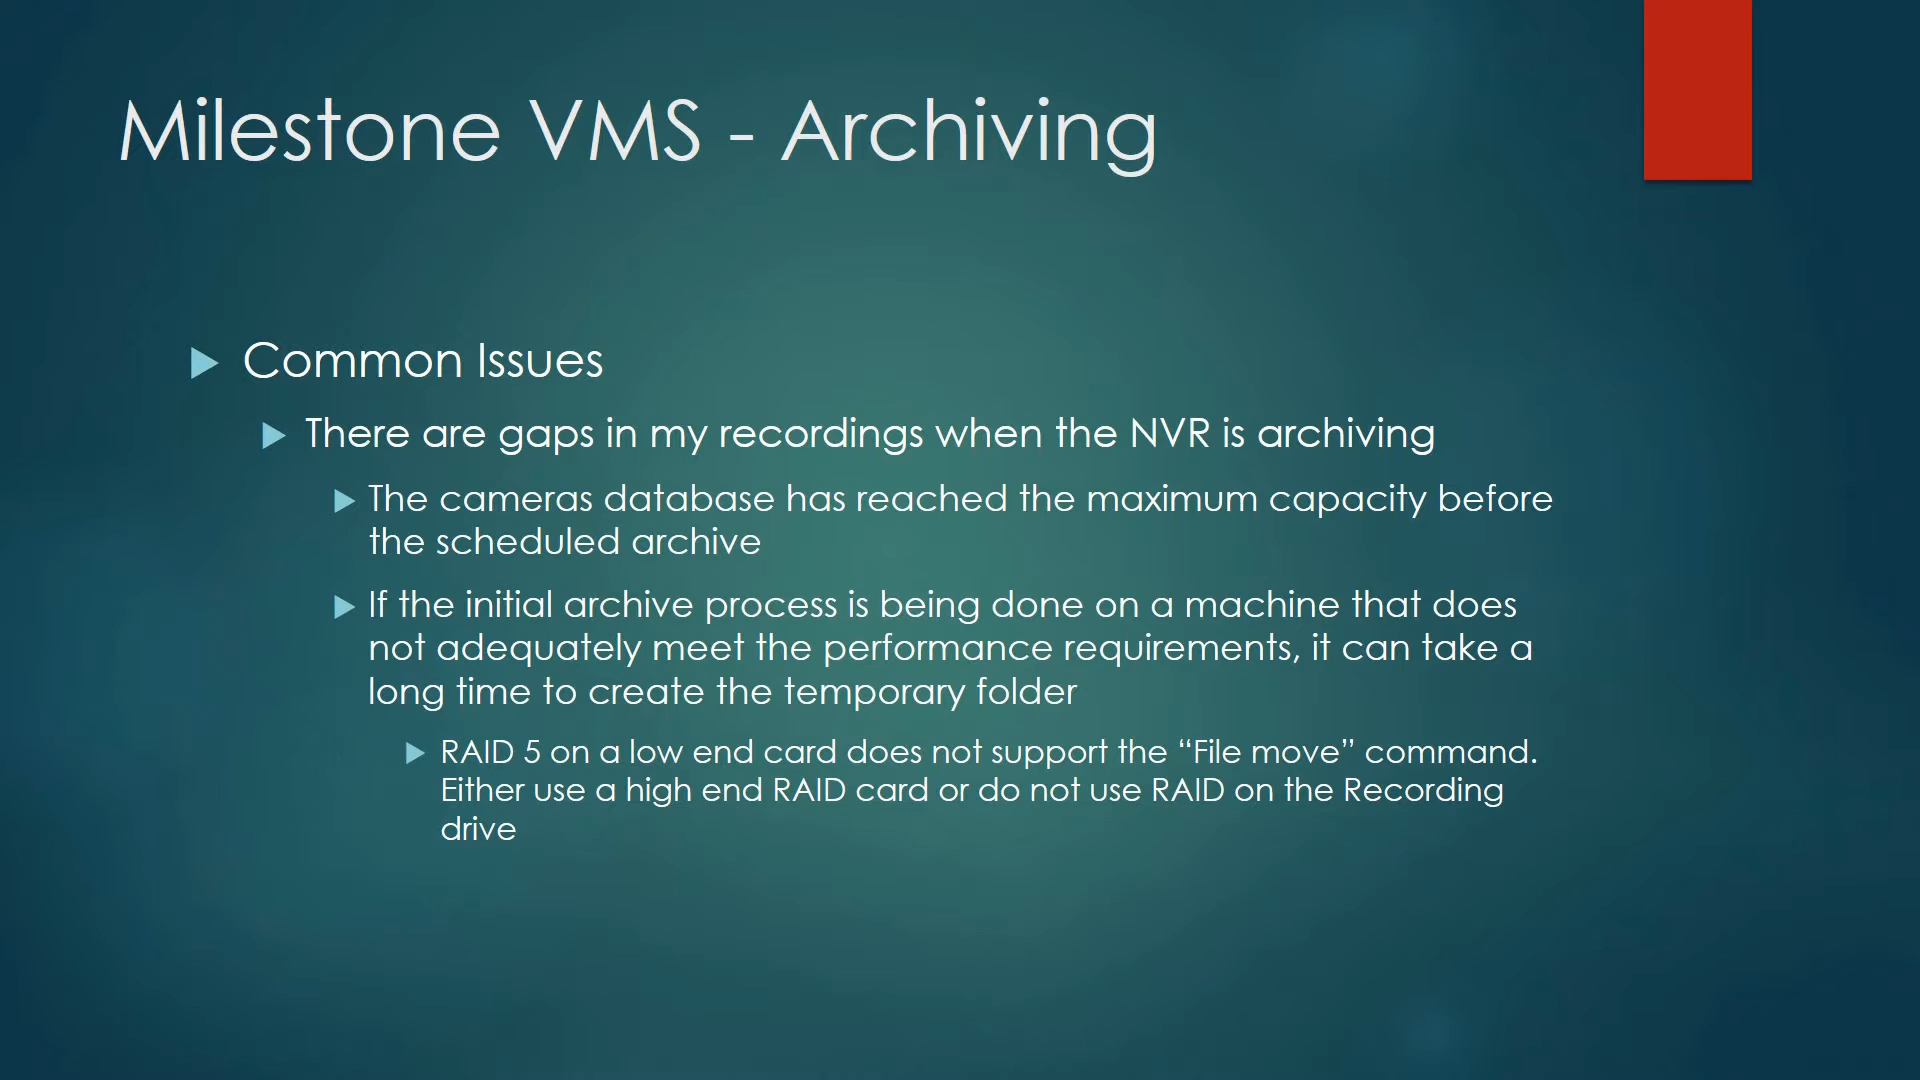 Milestone VMS - Archiving
Common Issues
There are gaps in my recordings when the NVR is archiving
The cameras database has reached the maximum capacity before
the scheduled archive
If the initial archive process is being done on a machine that does
not adequately meet the performance requirements, it can take a
long time to create the temporary folder
RAID 5 on a low end card does not support the “File move” command.
Either use a high end RAID card or do not use RAID on the Recording
drive